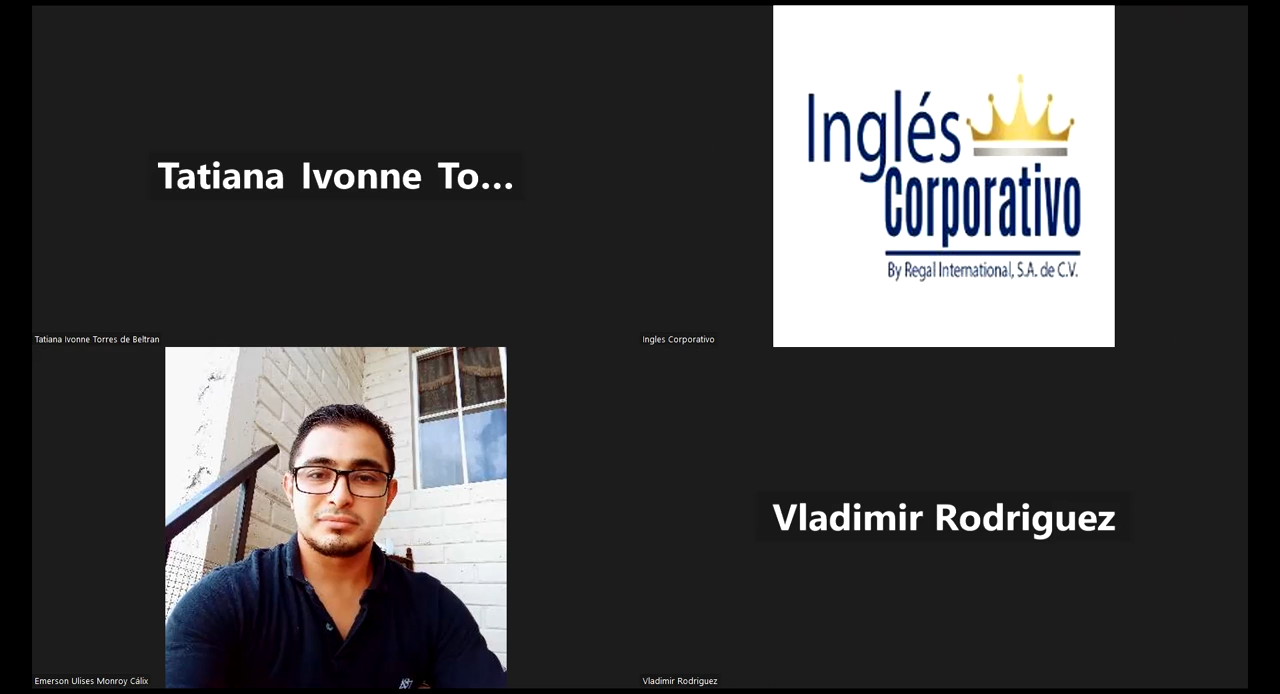 Tatiana Ivonne To...
Tatiana Ivonne Torres de Beltran
Inglés
Corporativo
By Regal International, S.A. de C.V.
Ingles Corporativo
Emerson Ulises Monroy Cálix
Vladimir Rodriguez
Vladimir Rodriguez